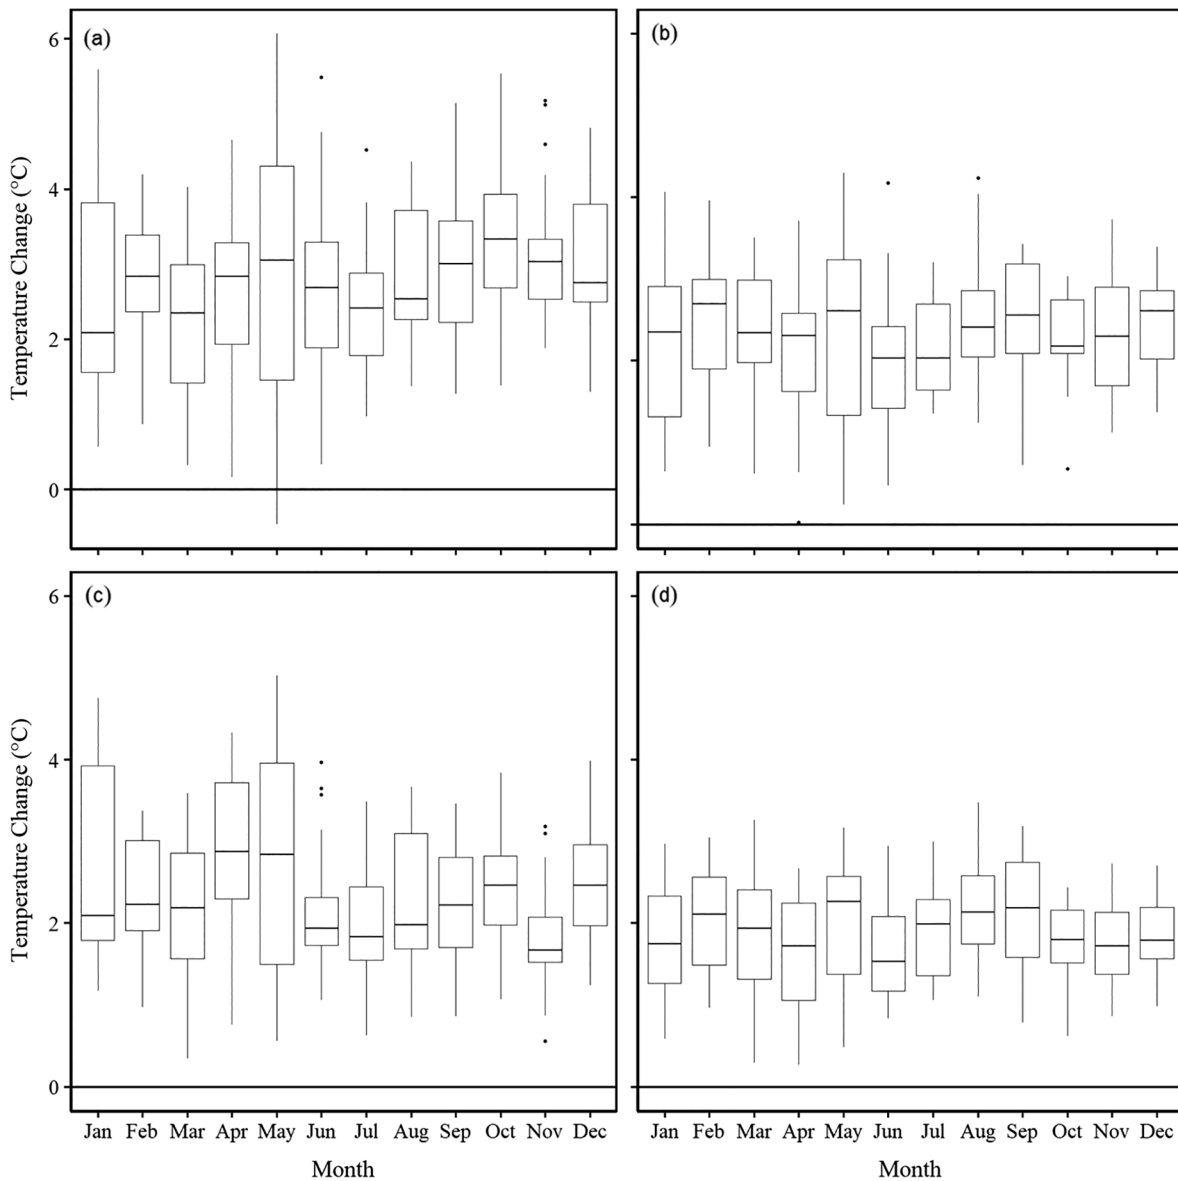 (a)
(b)
6
4
2
0
Temperature Change (°C)
(c)
(d)
6
4
2
0
Temperature Change (°C)
Jan Feb Mar Apr May Jun Jul Aug Sep Oct Nov Dec
Jan Feb Mar Apr May Jun Jul Aug Sep Oct Nov Dec
Month
Month